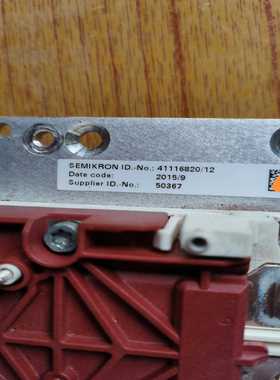 SEMIKRON ID.-No.: 41116820/12
Date code: 2015/9
Supplier ID.-No.: 50367